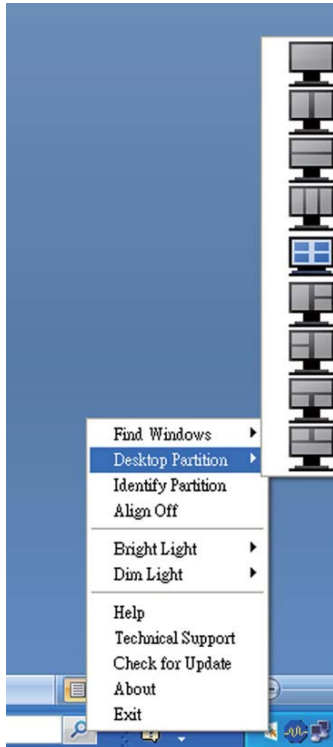 Find Windows
Desktop Partition
Identify Partition
Align Off
Bright Light
Dim Light
Help
Technical Support
Check for Update
About
Exit